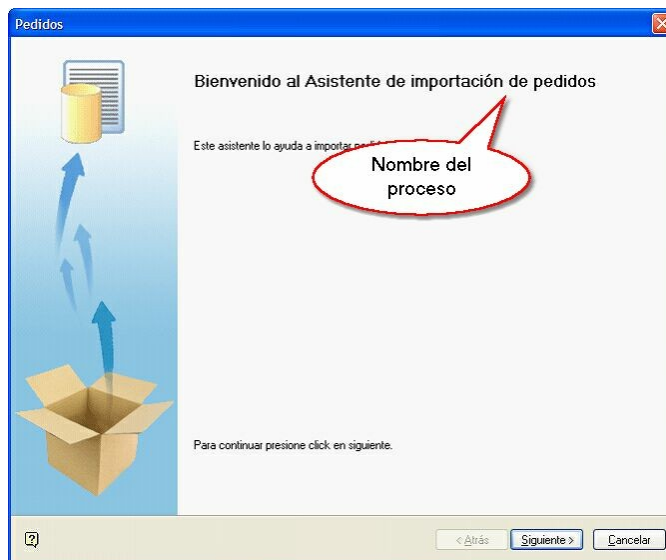 Pedidos
Bienvenido al Asistente de importación de pedidos
Este asistente lo ayuda a importar
Nombre del
proceso
Para continuar presione click en siguiente.
< Atrás
Siguiente >
Cancelar